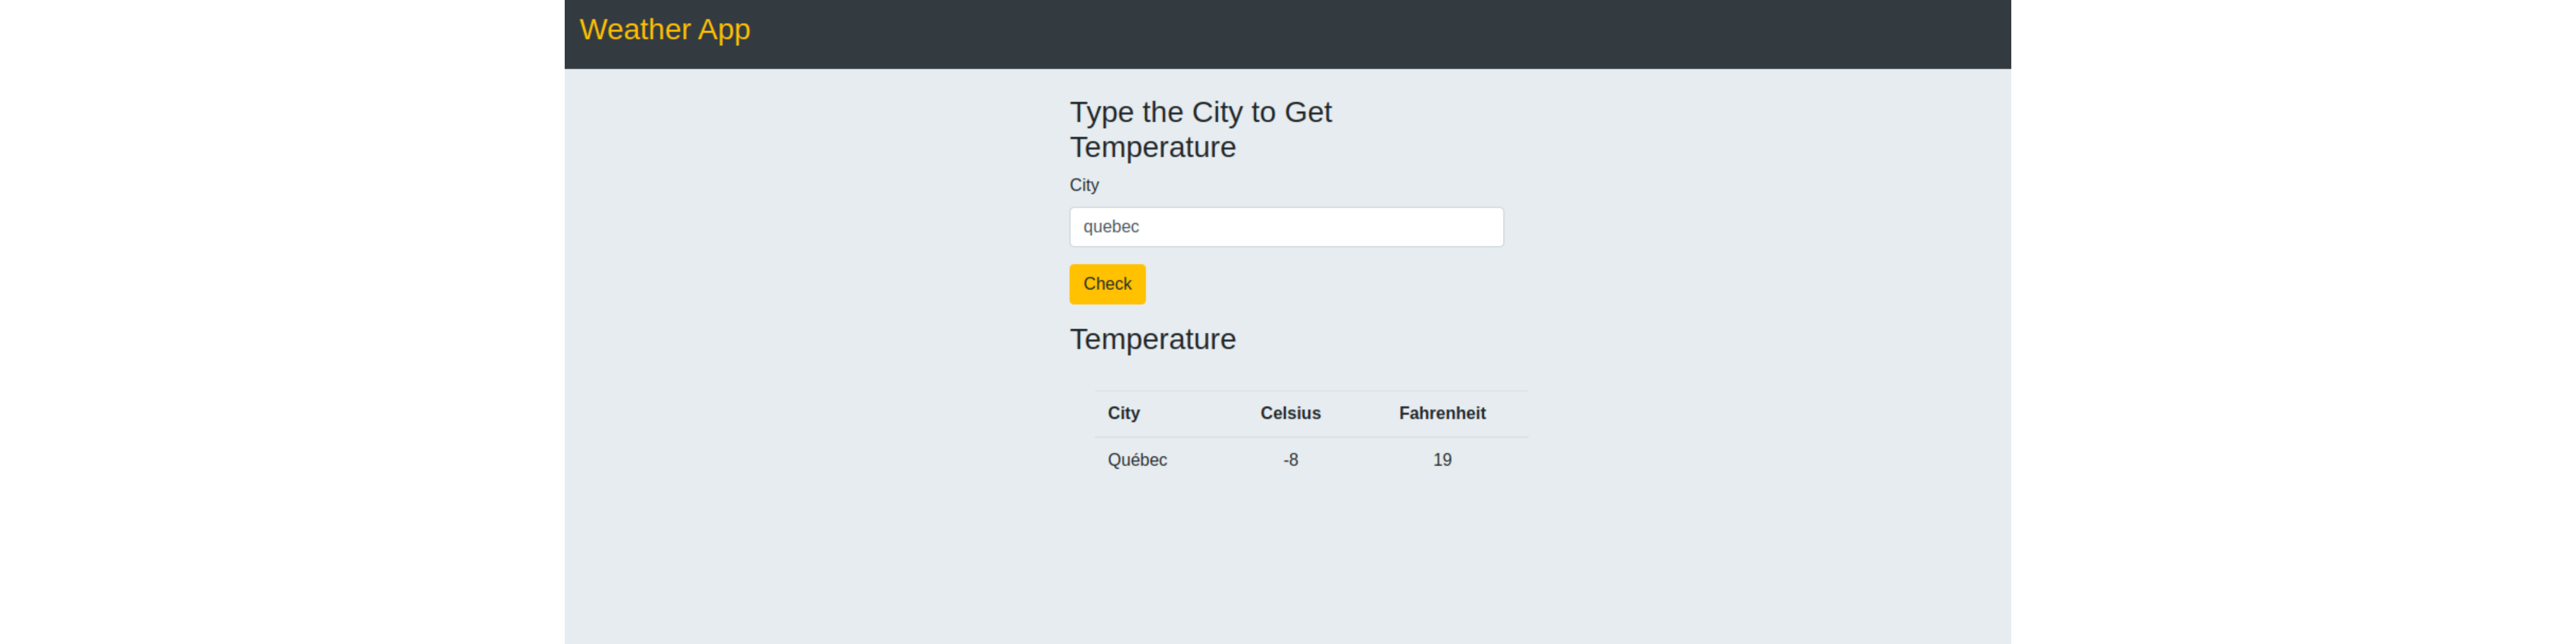 Weather App
Type the City to Get
Temperature
City
quebec
Check
Temperature
City Celsius Fahrenheit
Québec -8 19